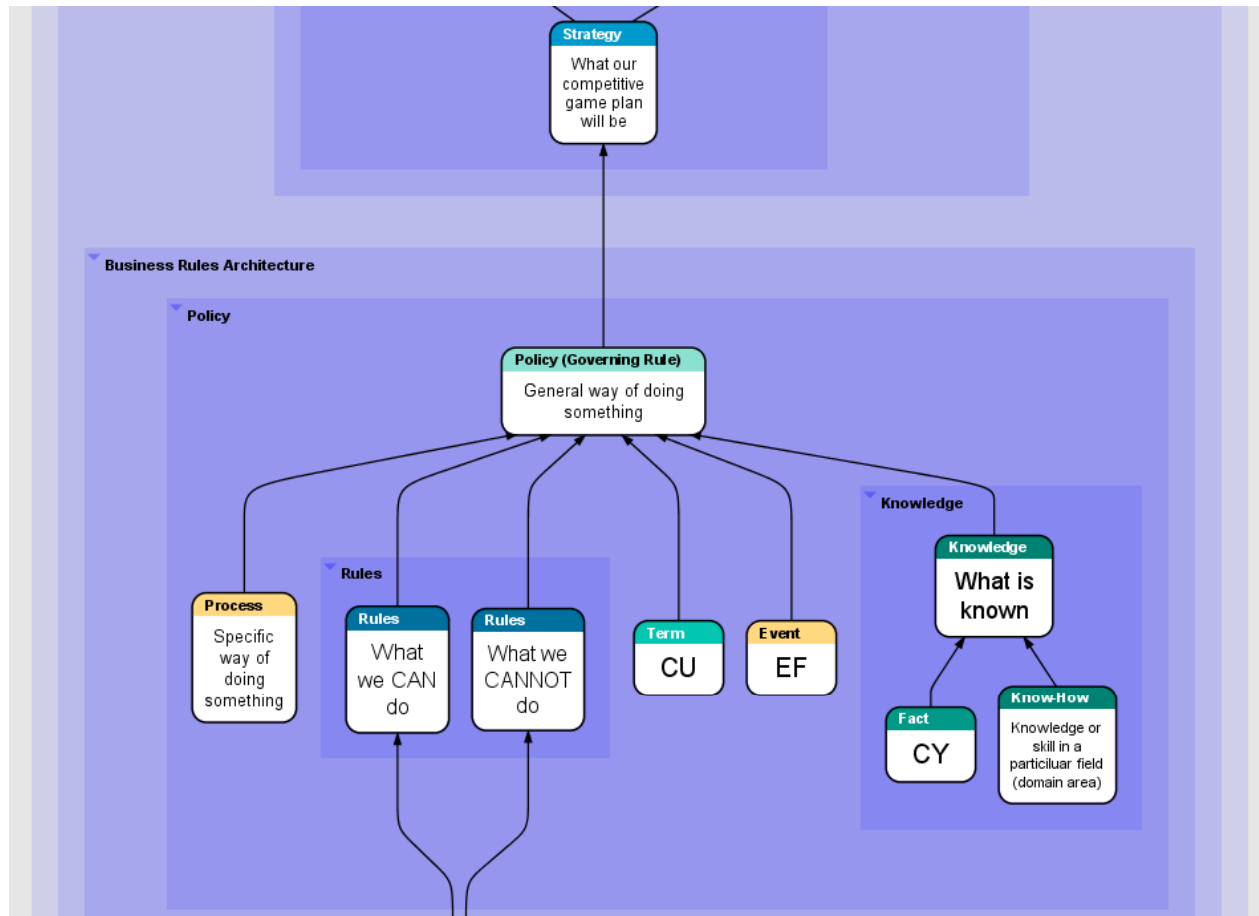 Strategy
What our
competitive
game plan
will be
Business Rules Architecture
Policy
Policy (Governing Rule)
General way of doing
something
Knowledge
Knowledge
What is
known
Rules
Process
Specific
way of
doing
something
Rules
What
we CAN
do
Rules
What we
CANNOT
do
Term
CU
Event
EF
Fact
CY
Know-How
Knowledge or
skill in a
particiluar field
(domain area)